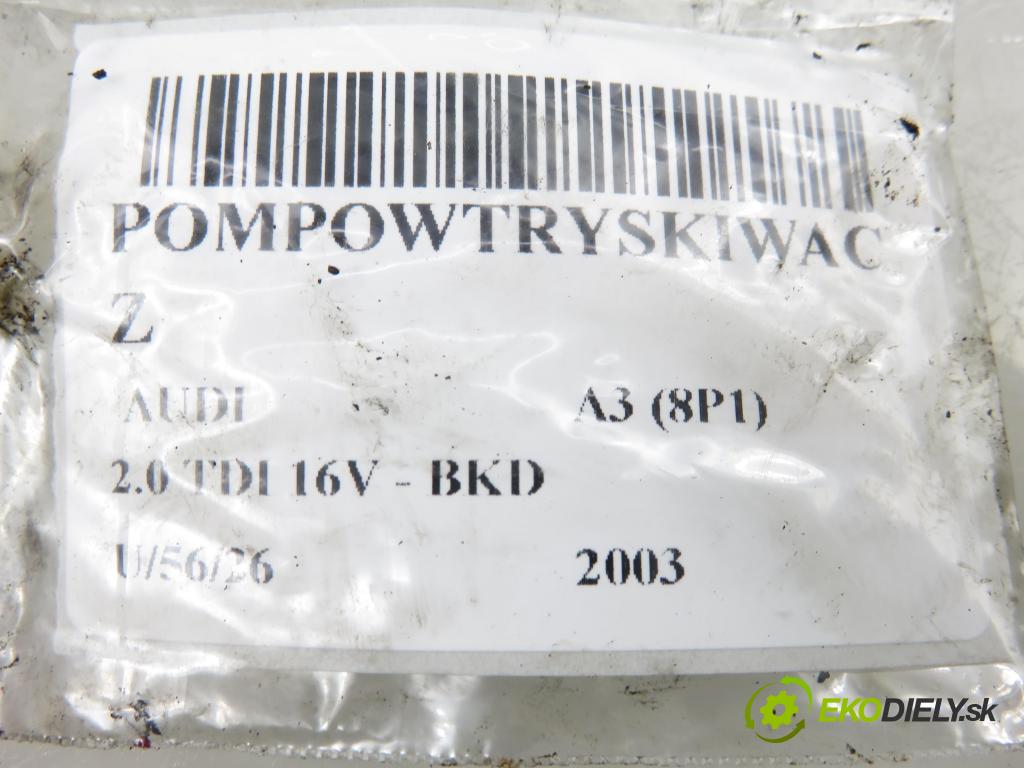 POMPOWTRYSKIWAC
Z
AUDI A3 (8P1)
2.0 TDI 16V - BKD
U/56/26 2003
EKODIELY.sk